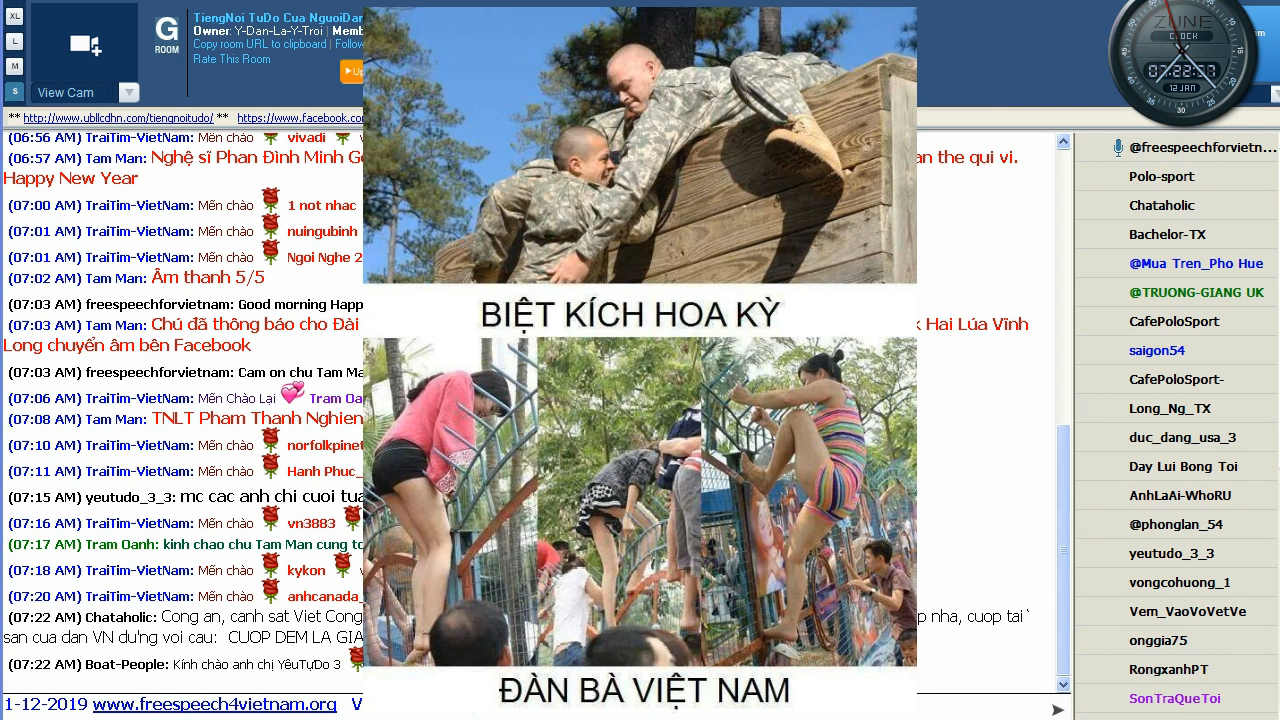 XL
L
M
S
View Cam
G
ROOM
TiengNoi TuDo Cua NguoiDan
Owner: Y-Dan-La-Y-Troi | Memb
Copy room URL to clipboard | Follow
Rate This Room
ZUNE
CLOCK
07:22:37
12 JAN
** http://www.ubllcdhn.com/tiengnoitudo/ ** https://www.facebook.co
(06:56 AM) TraiTim-VietNam: Mến chào vivadi
(06:57 AM) Tam Man: Nghệ sĩ Phan Đình Minh an the qui vi.
Happy New Year
(07:00 AM) TraiTim-VietNam: Mến chào 1 not nhac
(07:01 AM) TraiTim-VietNam: Mến chào nuingubinh
(07:01 AM) TraiTim-VietNam: Mến chào Ngoi Nghe 2
(07:02 AM) Tam Man: Âm thanh 5/5
(07:03 AM) freespeechforvietnam: Good morning Happ
(07:03 AM) Tam Man: Chú đã thông báo cho Đài k Hai Lúa Vĩnh
Long chuyển âm bên Facebook
(07:03 AM) freespeechforvietnam: Cam on chu Tam Ma
(07:06 AM) TraiTim-VietNam: Mến Chào Lại Tram Oa
(07:08 AM) Tam Man: TNLT Pham Thanh Nghien
(07:10 AM) TraiTim-VietNam: Mến chào norfolkpinet
(07:11 AM) TraiTim-VietNam: Mến chào Hanh Phuc_
(07:15 AM) yeutudo_3_3: mc cac anh chi cuoi tua
(07:16 AM) TraiTim-VietNam: Mến chào vn3883
(07:17 AM) Tram Oanh: kinh chao chu Tam Man cung to
(07:18 AM) TraiTim-VietNam: Mến chào kykon
(07:20 AM) TraiTim-VietNam: Mến chào anhcanada_
(07:22 AM) Chataholic: Cong an, canh sat Viet Cong p nha, cuop tai`
san cua dan VN du*ng voi cau: CUOP DEM LA GIA
(07:22 AM) Boat-People: Kính chào anh chị YêuTựDo 3
1-12-2019 www.freespeech4vietnam.org V
BIỆT KÍCH HOA KỲ
ĐÀN BÀ VIỆT NAM
@freespeechforvietn...
Polo-sport
Chataholic
Bachelor-TX
@Mua Tren_Pho Hue
@TRUONG-GIANG UK
CafePoloSport
saigon54
CafePoloSport-
Long_Ng_TX
duc_dang_usa_3
Day Lui Bong Toi
AnhLaAi-WhoRU
@phonglan_54
yeutudo_3_3
vongcohuong_1
Vem_VaoVoVetVe
onggia75
RongxanhPT
SonTraQueToi